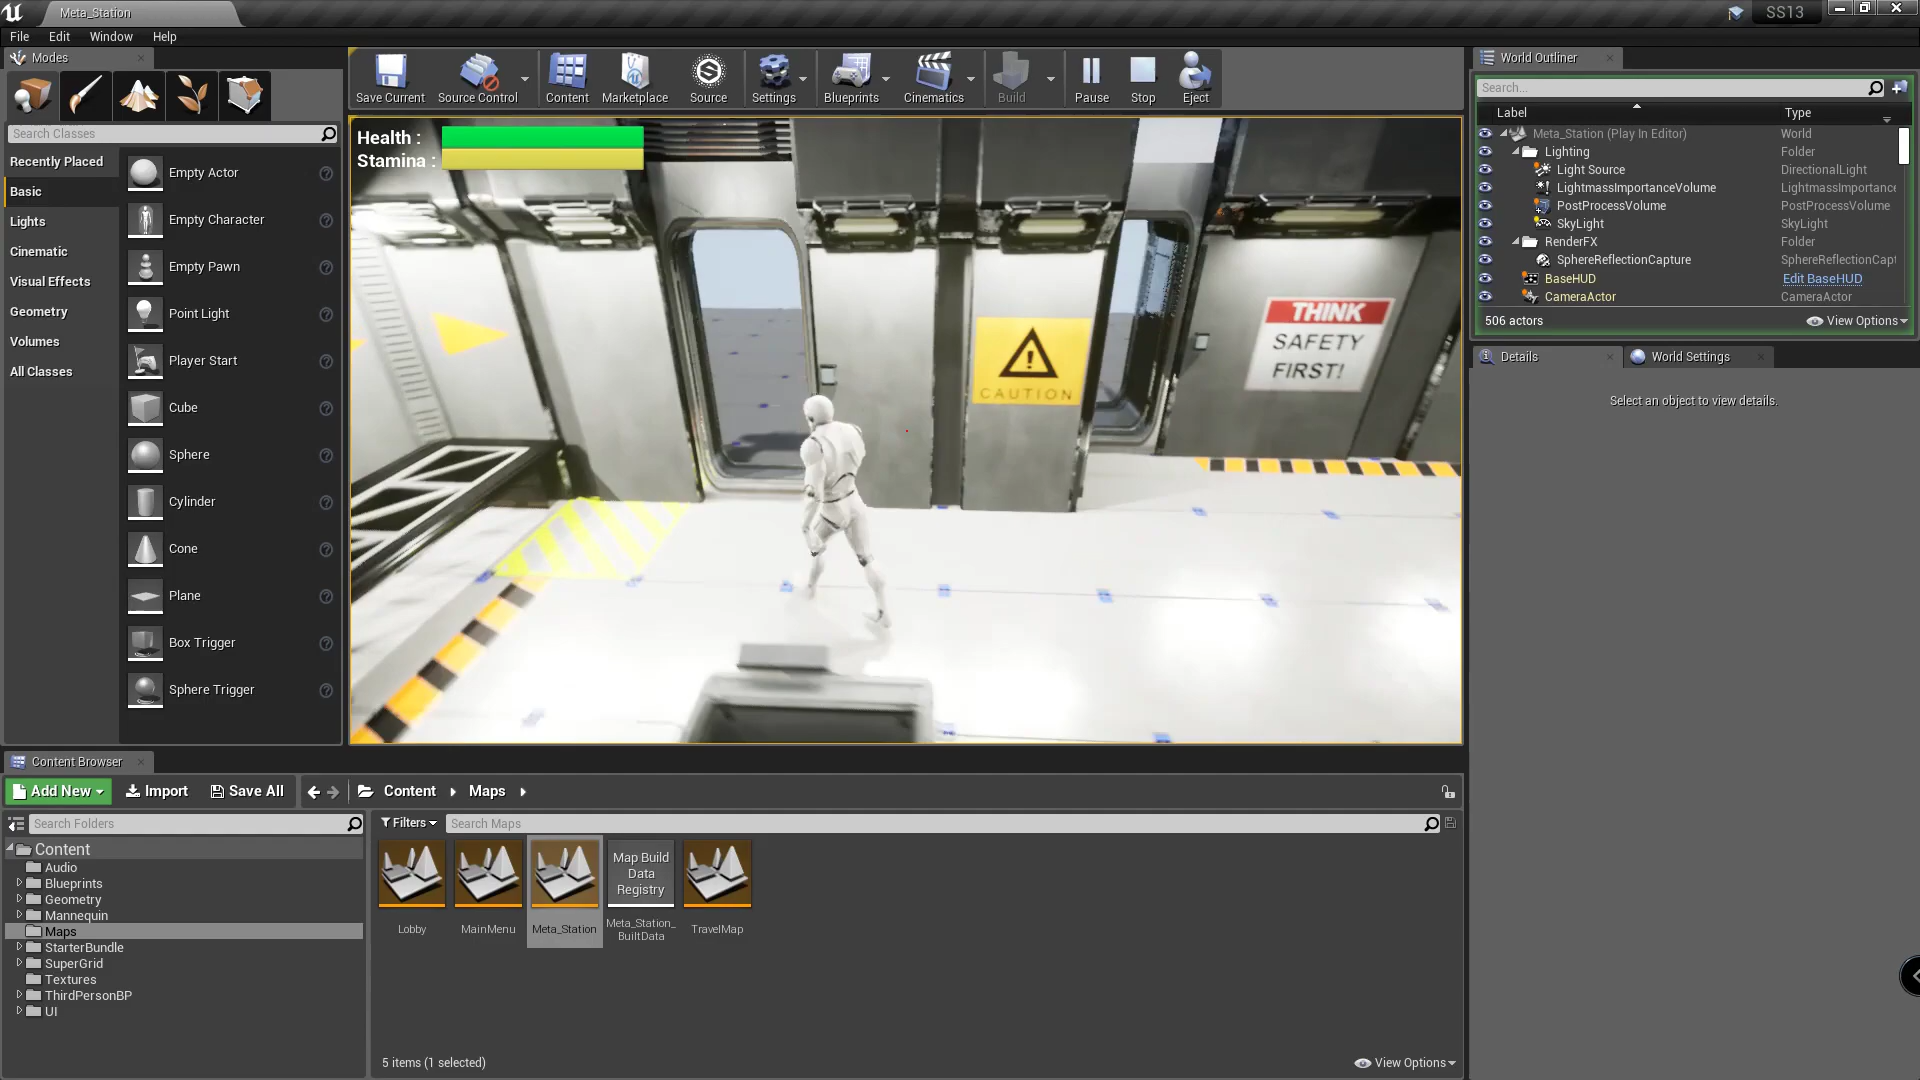 Meta_Station
SS13
File Edit Window Help
Modes
Search Classes
Recently Placed
Basic
Lights
Cinematic
Visual Effects
Geometry
Volumes
All Classes
Empty Actor
Empty Character
Empty Pawn
Point Light
Player Start
Cube
Sphere
Cylinder
Cone
Plane
Box Trigger
Sphere Trigger
Save Current
Source Control
Content
Marketplace
Source
Settings
Blueprints
Cinematics
Build
Pause
Stop
Eject
Health :
Stamina :
CAUTION
THINK
SAFETY
FIRST!
World Outliner
Search...
Label Type
Meta_Station (Play In Editor) World
Lighting Folder
Light Source DirectionalLight
LightmassImportanceVolume LightmassImportance
PostProcessVolume PostProcessVolume
SkyLight SkyLight
RenderFX Folder
SphereReflectionCapture SphereReflectionCapt
BaseHUD Edit BaseHUD
CameraActor CameraActor
506 actors View Options
Details World Settings
Select an object to view details.
Content Browser
Add New Import Save All Content Maps
Search Folders
Content
Audio
Blueprints
Geometry
Mannequin
Maps
StarterBundle
SuperGrid
Textures
ThirdPersonBP
UI
Filters Search Maps
Map Build
Data
Registry
Lobby
MainMenu
Meta_Station
Meta_Station_
BuiltData
TravelMap
5 items (1 selected) View Options